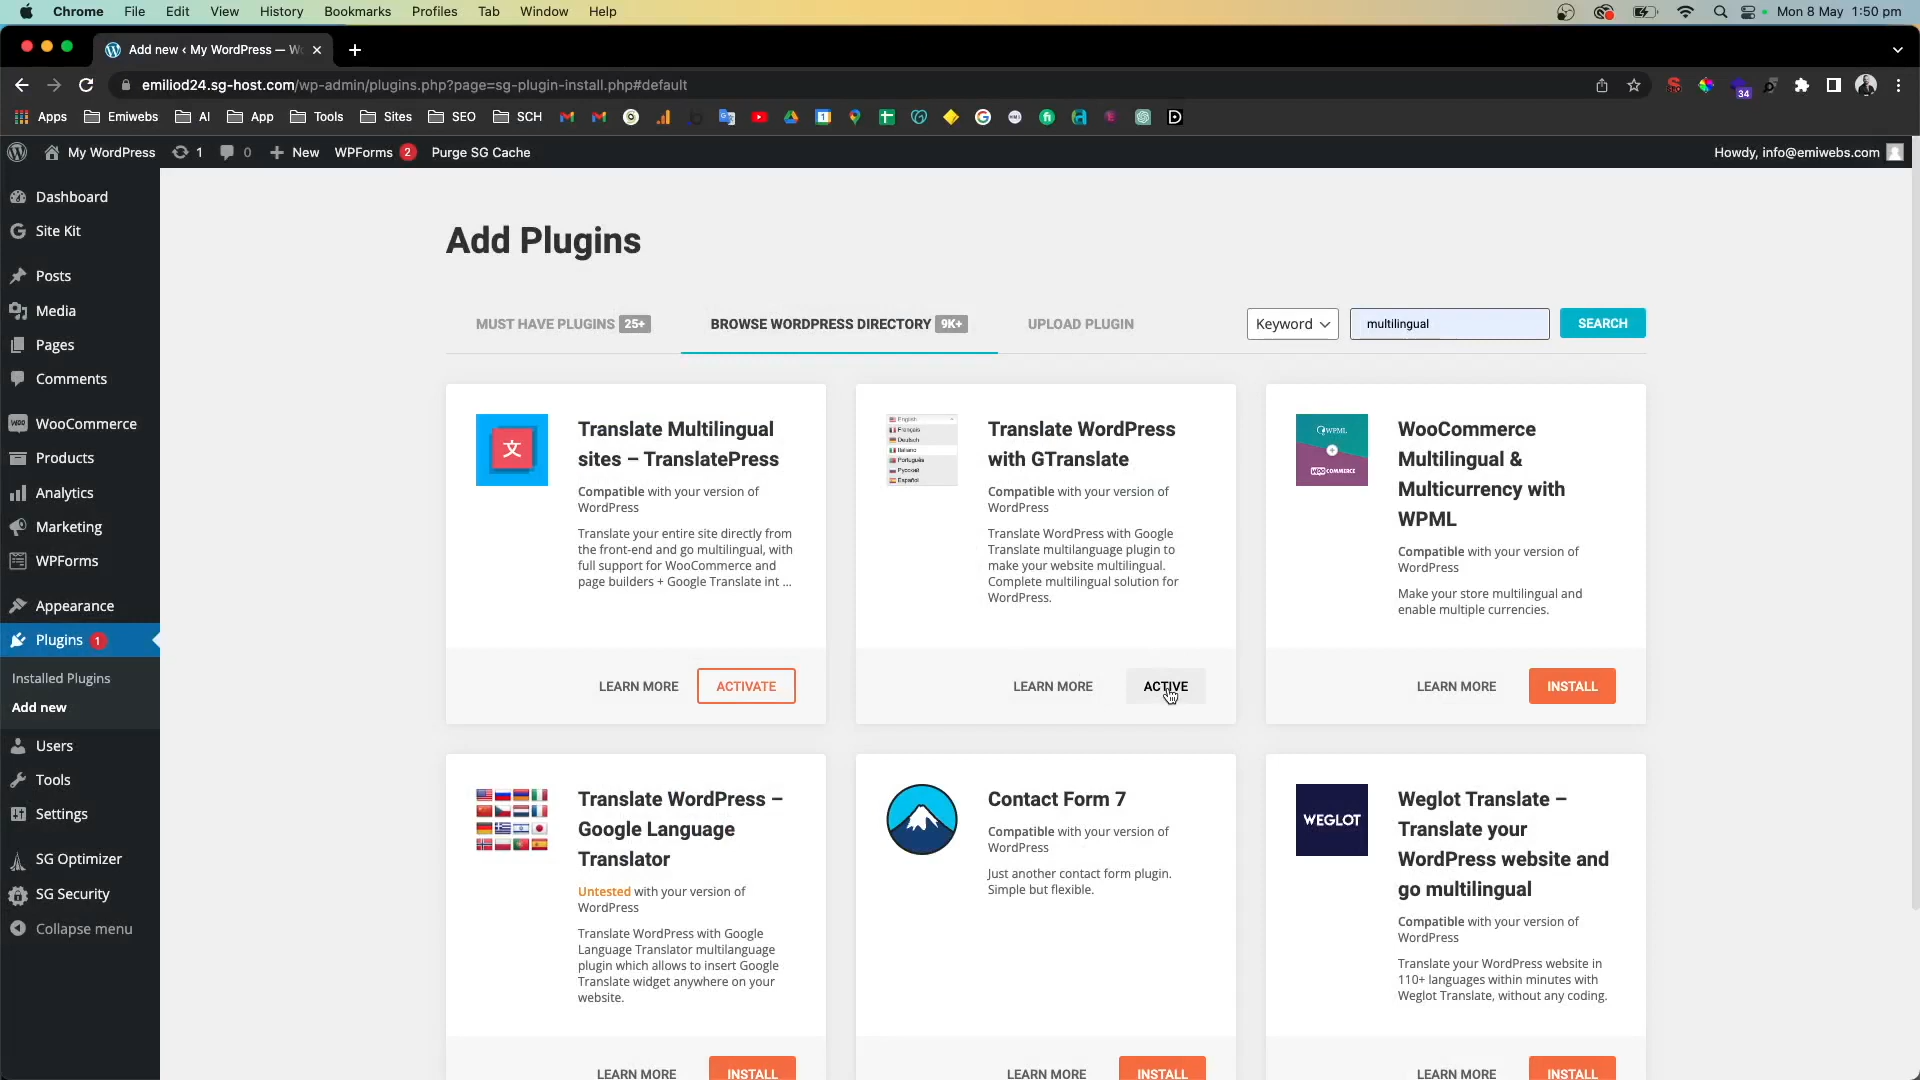 Chrome File Edit View History Bookmarks Profiles Tab Window Help Mon 8 May 1:50 pm
Add new ‹ My WordPress — W
emiliod24.sg-host.com/wp-admin/plugins.php?page=sg-plugin-install.php#default
34
Apps Emiwebs AI App Tools Sites SEO SCH
My WordPress 1 0 New WPForms 2 Purge SG Cache Howdy, info@emiwebs.com
Dashboard
Site Kit
Posts
Media
Pages
Comments
WooCommerce
Products
Analytics
Marketing
WPForms
Appearance
Plugins 1
Installed Plugins
Add new
Users
Tools
Settings
SG Optimizer
SG Security
Collapse menu
Add Plugins
MUST HAVE PLUGINS 25+ BROWSE WORDPRESS DIRECTORY 9K+ UPLOAD PLUGIN Keyword multilingual SEARCH
文
Translate Multilingual
sites – TranslatePress
Compatible with your version of
WordPress
Translate your entire site directly from
the front-end and go multilingual, with
full support for WooCommerce and
page builders + Google Translate int ...
LEARN MORE ACTIVATE
English
Français
Deutsch
Italiano
Português
Русский
Español
Translate WordPress
with GTranslate
Compatible with your version of
WordPress
Translate WordPress with Google
Translate multilanguage plugin to
make your website multilingual.
Complete multilingual solution for
WordPress.
LEARN MORE ACTIVE
WPML
WOO COMMERCE
WooCommerce
Multilingual &
Multicurrency with
WPML
Compatible with your version of
WordPress
Make your store multilingual and
enable multiple currencies.
LEARN MORE INSTALL
Translate WordPress –
Google Language
Translator
Untested with your version of
WordPress
Translate WordPress with Google
Language Translator multilanguage
plugin which allows to insert Google
Translate widget anywhere on your
website.
LEARN MORE INSTALL
Contact Form 7
Compatible with your version of
WordPress
Just another contact form plugin.
Simple but flexible.
LEARN MORE INSTALL
WEGLOT
Weglot Translate –
Translate your
WordPress website and
go multilingual
Compatible with your version of
WordPress
Translate your WordPress website in
110+ languages within minutes with
Weglot Translate, without any coding.
LEARN MORE INSTALL